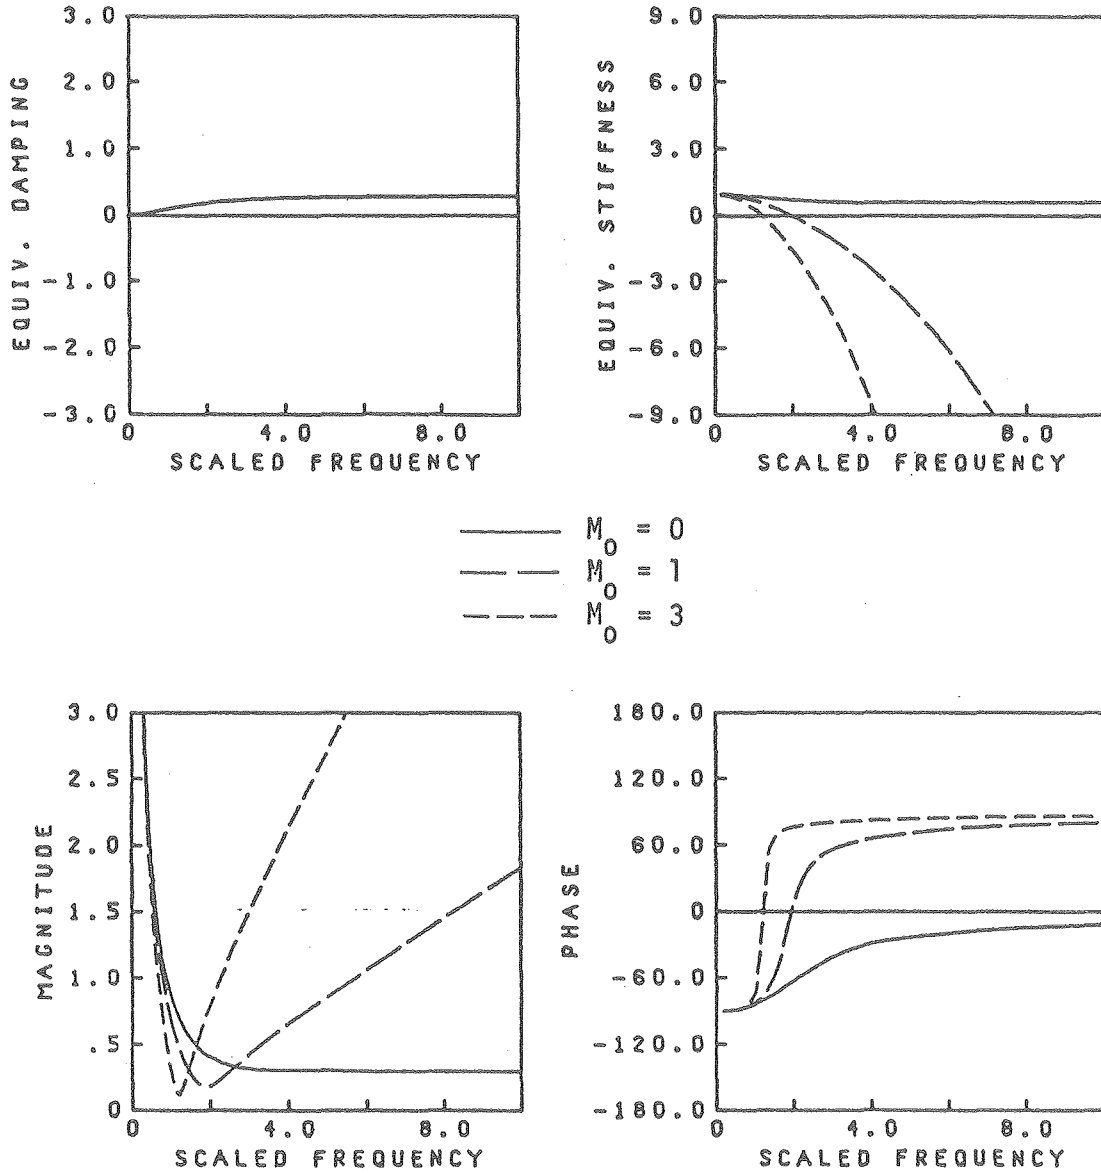 EQUIV. DAMPING
3.0
2.0
1.0
0
-1.0
-2.0
-3.0
0 4.0 8.0
SCALED FREQUENCY
EQUIV. STIFFNESS
9.0
6.0
3.0
0
-3.0
-6.0
-9.0
0 4.0 8.0
SCALED FREQUENCY
M0 = 0
M0 = 1
M0 = 3
MAGNITUDE
3.0
2.5
2.0
1.5
1.0
.5
0
0 4.0 8.0
SCALED FREQUENCY
PHASE
180.0
120.0
60.0
0
-60.0
-120.0
-180.0
0 4.0 8.0
SCALED FREQUENCY